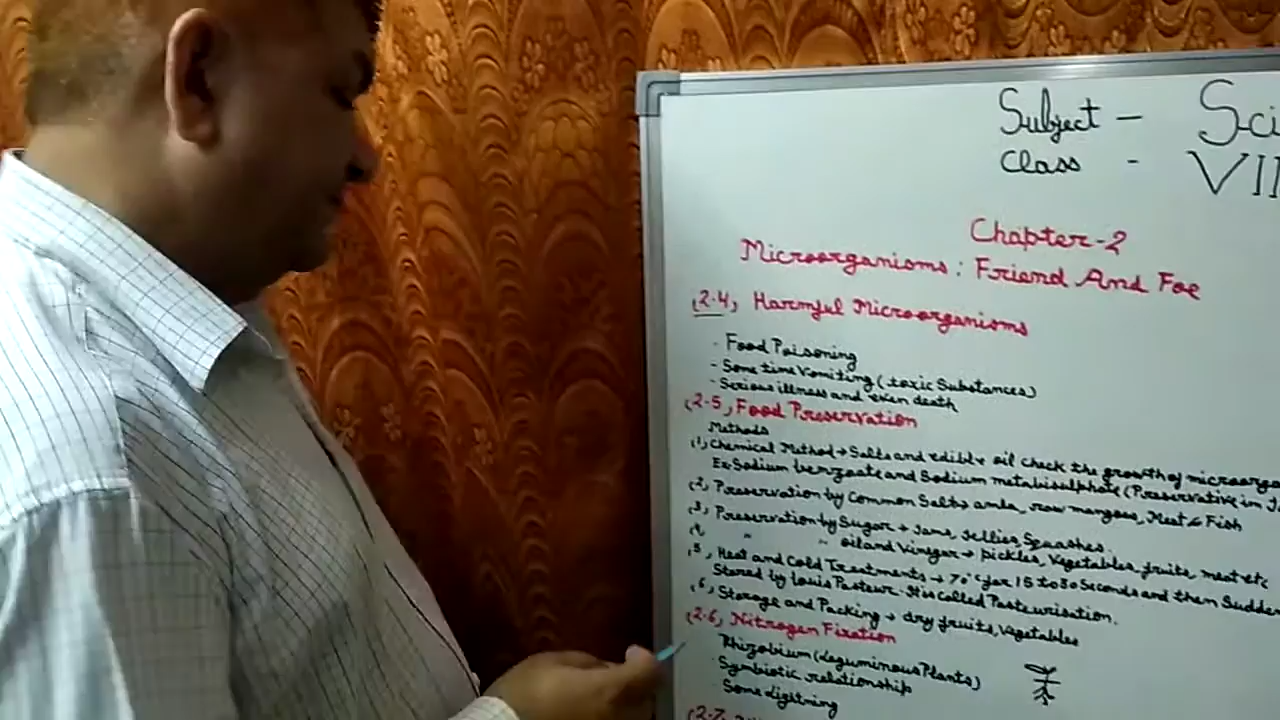 Subject - Sci
Class - VII
Chapter-2
Microorganisms: Friend And Foe
(2.4, Harmful Microorganisms
- Food Poisoning
- Some time Vomiting (toxic Substances)
- Serious illness and even death
(2.5, Food Preservation
Methods
(1, Chemical Method → Salts and edible oil check the growth of microorga
Ex Sodium benzoate and Sodium metabisulphate (Preservative in
(2, Preservation by Common Salt → amla, raw mangoes, Meat & Fish
(3, Preservation by Sugar → Jams, Jellies, Squashes.
(4, " " oil and Vinegar → pickles, Vegetables, fruits, meat etc
(5, Heat and Cold Treatments → 70°C for 15 to 30 Seconds and then Sudden
Stored by Louis Pasteur. It is called Pasteurisation.
(6, Storage and Packing → dry fruits, Vegetables
(2.6, Nitrogen Fixation
Rhizobium (Leguminous Plants)
Symbiotic relationship
Some Lightning
(2.7,